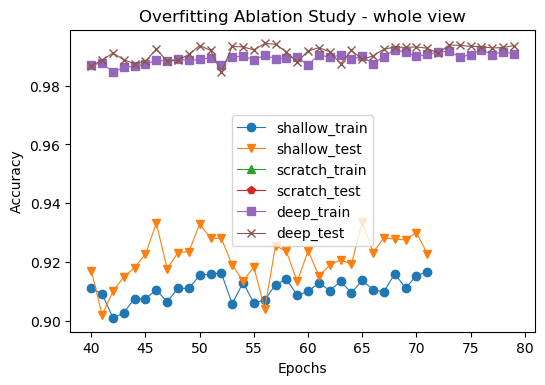 Overfitting Ablation Study - whole view
Accuracy
0.98
0.96
0.94
0.92
0.90
shallow_train
shallow_test
scratch_train
scratch_test
deep_train
deep_test
40 45 50 55 60 65 70 75 80
Epochs